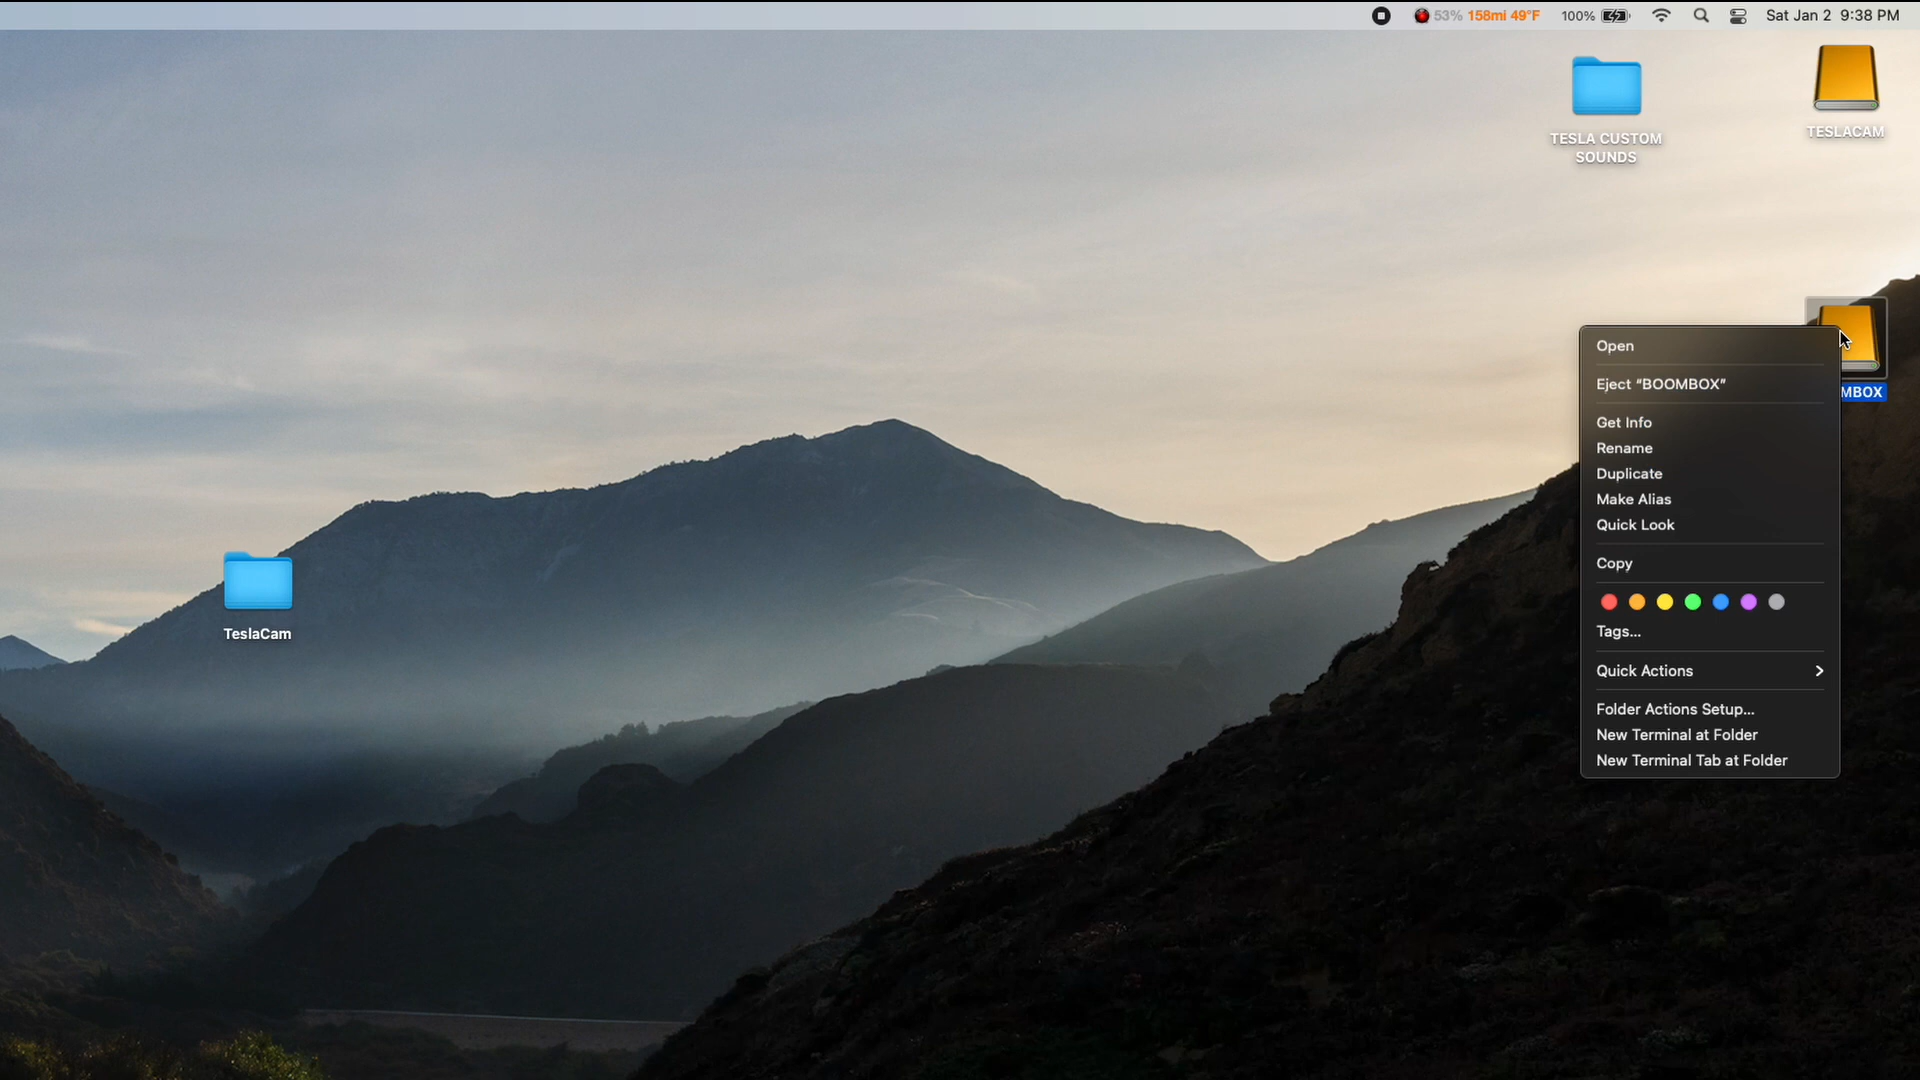 53% 158mi 49°F 100% Sat Jan 2 9:38 PM
TESLA CUSTOM
SOUNDS
TESLACAM
MBOX
Open
Eject “BOOMBOX”
Get Info
Rename
Duplicate
Make Alias
Quick Look
Copy
Tags...
Quick Actions
Folder Actions Setup...
New Terminal at Folder
New Terminal Tab at Folder
TeslaCam